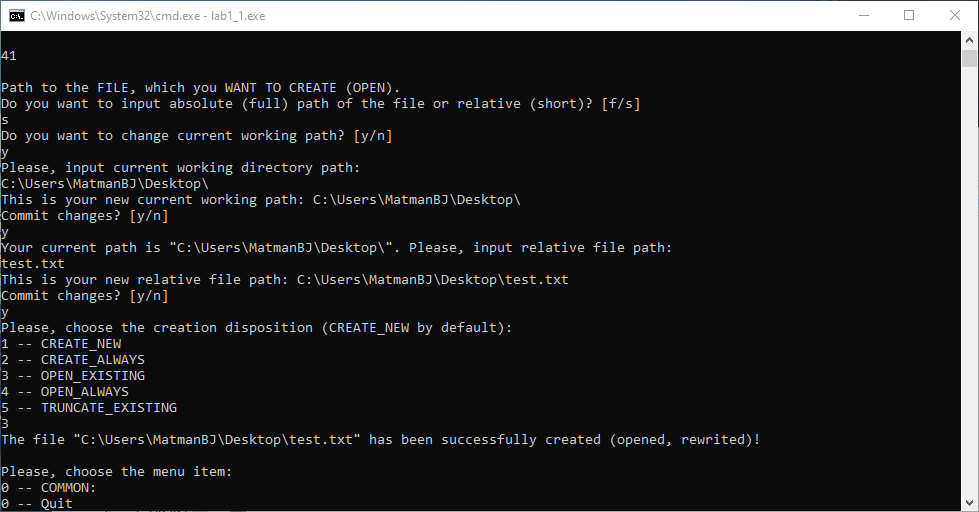 C:\Windows\System32\cmd.exe - lab1_1.exe
41
Path to the FILE, which you WANT TO CREATE (OPEN).
Do you want to input absolute (full) path of the file or relative (short)? [f/s]
s
Do you want to change current working path? [y/n]
y
Please, input current working directory path:
C:\Users\MatmanBJ\Desktop\
This is your new current working path: C:\Users\MatmanBJ\Desktop\
Commit changes? [y/n]
y
Your current path is "C:\Users\MatmanBJ\Desktop\". Please, input relative file path:
test.txt
This is your new relative file path: C:\Users\MatmanBJ\Desktop\test.txt
Commit changes? [y/n]
y
Please, choose the creation disposition (CREATE_NEW by default):
1 -- CREATE_NEW
2 -- CREATE_ALWAYS
3 -- OPEN_EXISTING
4 -- OPEN_ALWAYS
5 -- TRUNCATE_EXISTING
3
The file "C:\Users\MatmanBJ\Desktop\test.txt" has been successfully created (opened, rewrited)!
Please, choose the menu item:
0 -- COMMON:
0 -- Quit